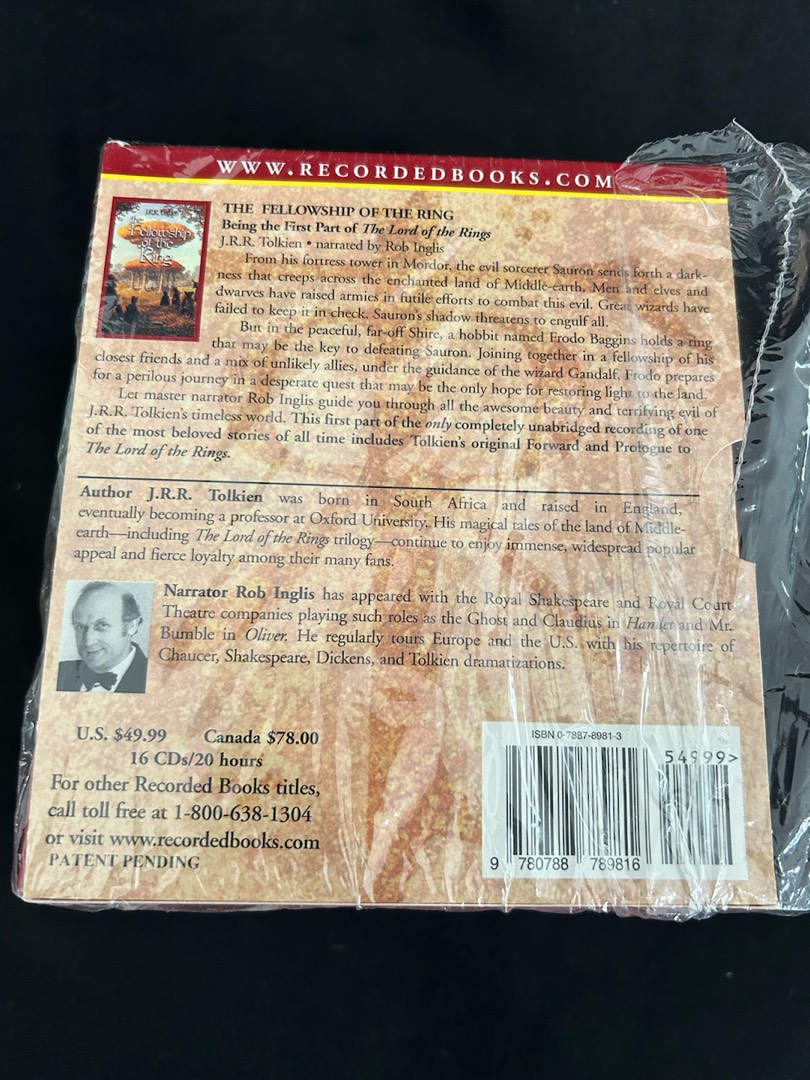 WWW.RECORDEDBOOKS.COM
J.R.R. Tolkien
The Fellowship
of the
Ring
THE FELLOWSHIP OF THE RING
Being the First Part of The Lord of the Rings
J.R.R. Tolkien • narrated by Rob Inglis
From his fortress tower in Mordor, the evil sorcerer Sauron sends forth a dark-
ness that creeps across the enchanted land of Middle-earth. Men and elves and
dwarves have raised armies in futile efforts to combat this evil. Great wizards have
failed to keep it in check. Sauron's shadow threatens to engulf all.
But in the peaceful, far-off Shire, a hobbit named Frodo Baggins holds a ring
that may be the key to defeating Sauron. Joining together in a fellowship of his
closest friends and a mix of unlikely allies, under the guidance of the wizard Gandalf, Frodo prepares
for a perilous journey in a desperate quest that may be the only hope for restoring light to the land.
Let master narrator Rob Inglis guide you through all the awesome beauty and terrifying evil of
J.R.R. Tolkien's timeless world. This first part of the only completely unabridged recording of one
of the most beloved stories of all time includes Tolkien's original Forward and Prologue to
The Lord of the Rings.
Author J.R.R. Tolkien was born in South Africa and raised in England,
eventually becoming a professor at Oxford University. His magical tales of the land of Middle-
earth—including The Lord of the Rings trilogy—continue to enjoy immense, widespread popular
appeal and fierce loyalty among their many fans.
Narrator Rob Inglis has appeared with the Royal Shakespeare and Royal Court
Theatre companies playing such roles as the Ghost and Claudius in Hamlet and Mr.
Bumble in Oliver. He regularly tours Europe and the U.S. with his repertoire of
Chaucer, Shakespeare, Dickens, and Tolkien dramatizations.
U.S. $49.99 Canada $78.00
16 CDs/20 hours
For other Recorded Books titles,
call toll free at 1-800-638-1304
or visit www.recordedbooks.com
PATENT PENDING
ISBN 0-7887-8981-3
54999>
9 780788 789816